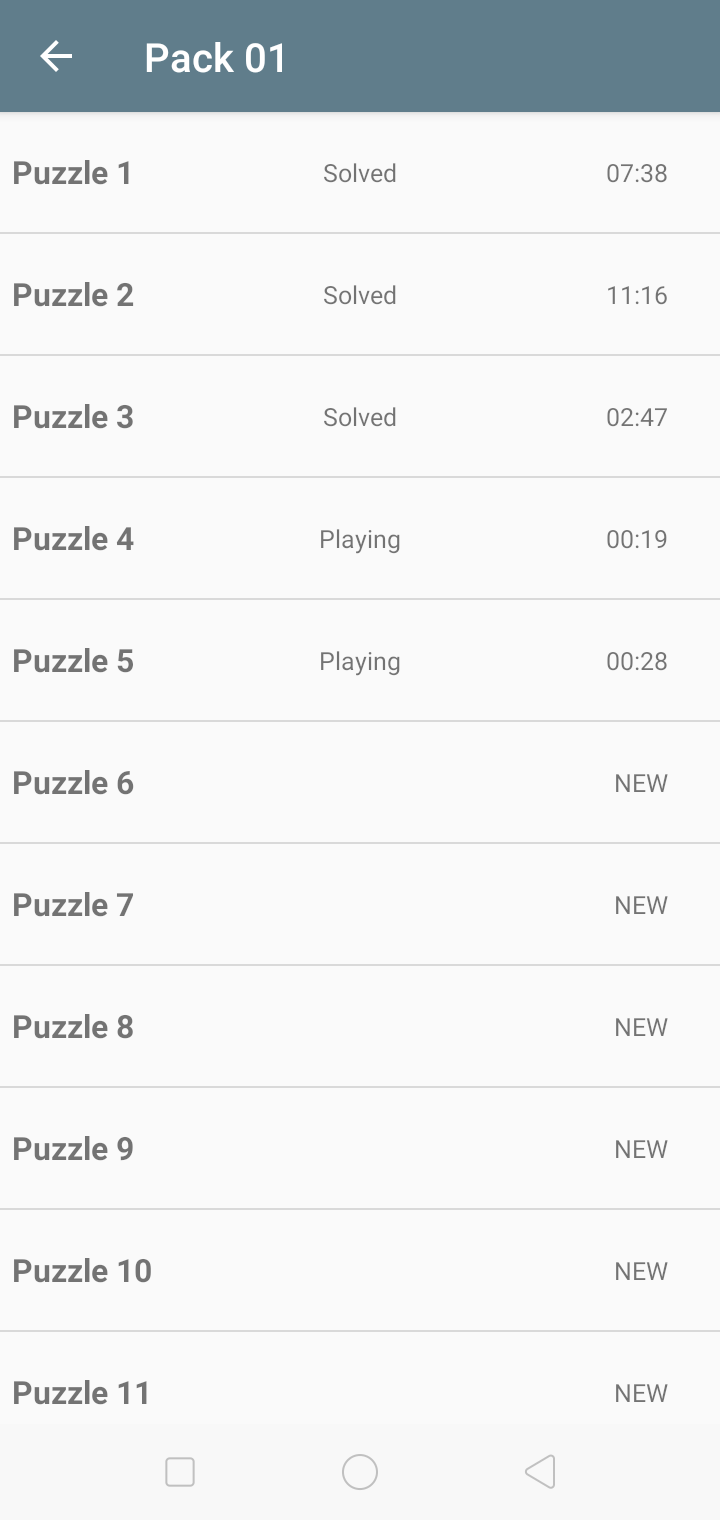 Pack 01
Puzzle 1 Solved 07:38
Puzzle 2 Solved 11:16
Puzzle 3 Solved 02:47
Puzzle 4 Playing 00:19
Puzzle 5 Playing 00:28
Puzzle 6 NEW
Puzzle 7 NEW
Puzzle 8 NEW
Puzzle 9 NEW
Puzzle 10 NEW
Puzzle 11 NEW